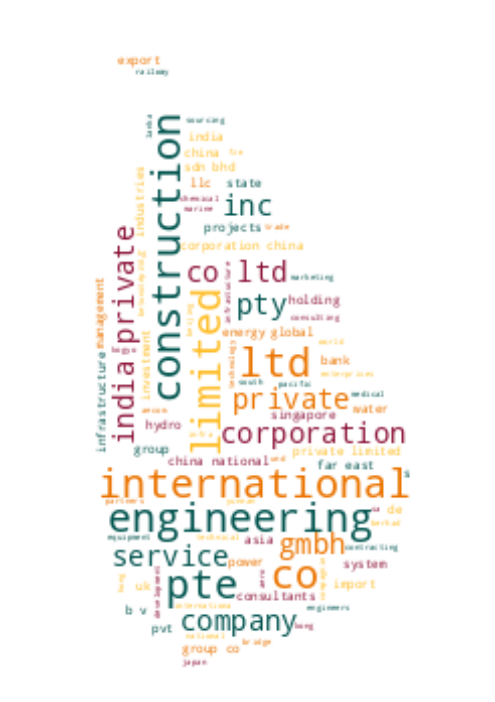 export
railway
sourcing
lanka
construction
india
china
sdn bhd
llc
state
chemical
marine
inc
industries
projects
trade
india private
corporation china
co ltd
marketing
management
infrastructure
limited
pty
holding
consulting
energy global
world
investment
technology
ltd
bank
enterprises
south
pacific
private
medical
singapore
water
hydro
corporation
infrastructure
group
private limited
china national
far east
international
partners
engineering
de
berhad
equipment
technical
asia
gmbh
contracting
service
power
system
uk
pte
co
import
consultants
international
engineers
b v
company
hong
pvt
national
bridge
group co
japan